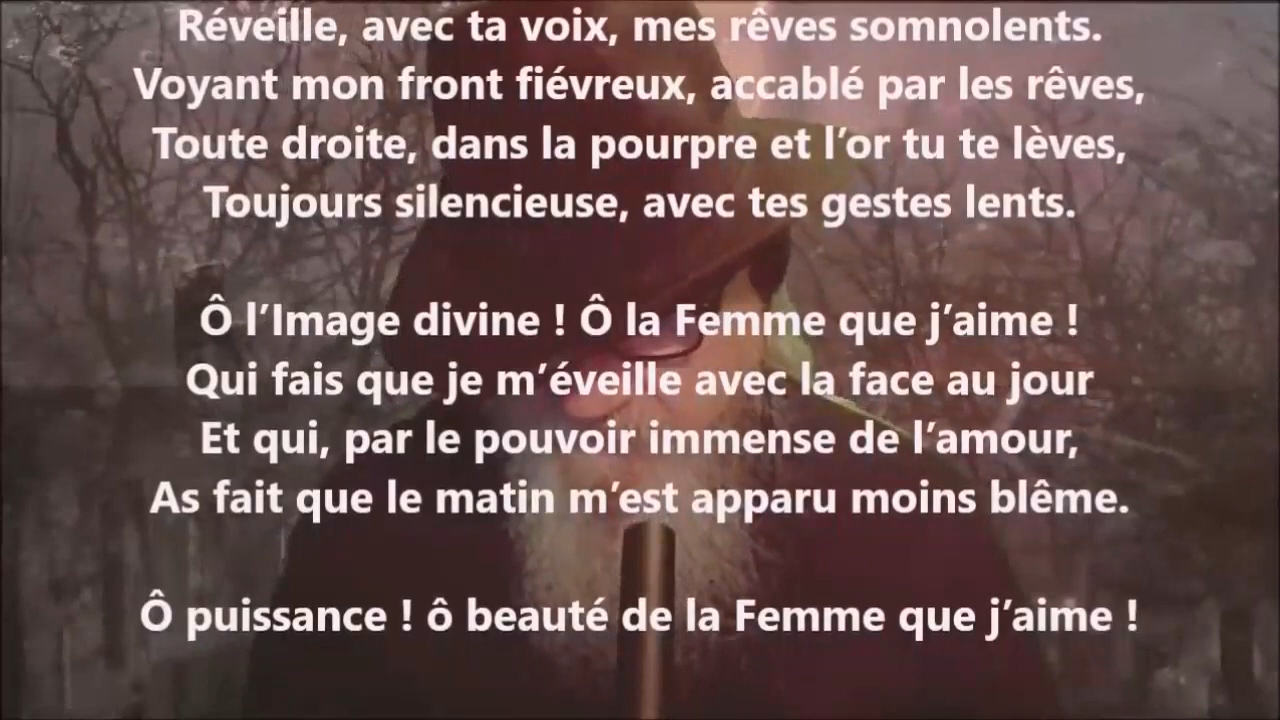 Réveille, avec ta voix, mes rêves somnolents.
Voyant mon front fiévreux, accablé par les rêves,
Toute droite, dans la pourpre et l’or tu te lèves,
Toujours silencieuse, avec tes gestes lents.
Ô l’Image divine ! Ô la Femme que j’aime !
Qui fais que je m’éveille avec la face au jour
Et qui, par le pouvoir immense de l’amour,
As fait que le matin m’est apparu moins blême.
Ô puissance ! ô beauté de la Femme que j’aime !